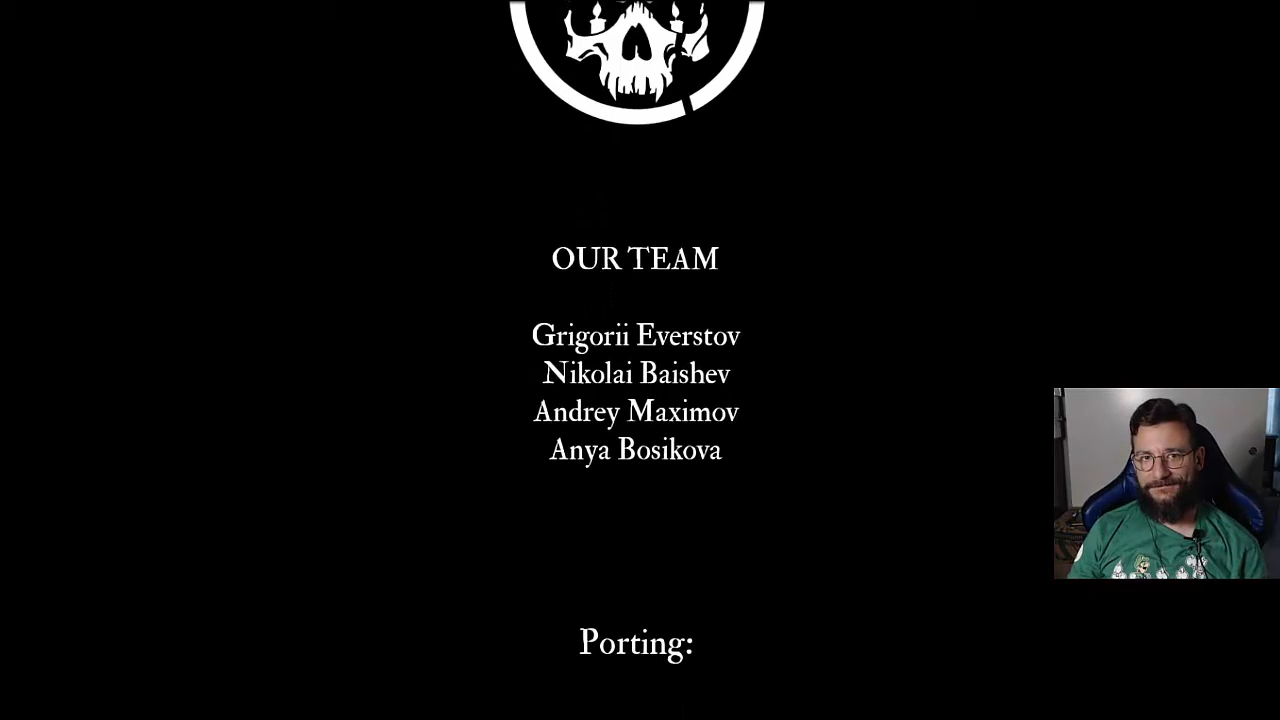 OUR TEAM
Grigorii Everstov
Nikolai Baishev
Andrey Maximov
Anya Bosikova
Porting: